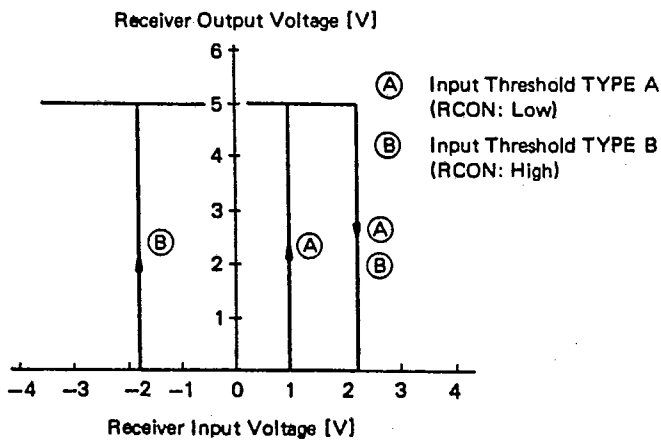 Receiver Output Voltage [V]
6
5
4
3
2
1
A Input Threshold TYPE A
(RCON: Low)
B Input Threshold TYPE B
(RCON: High)
B
A
A
B
−4 −3 −2 −1 0 1 2 3 4
Receiver Input Voltage [V]